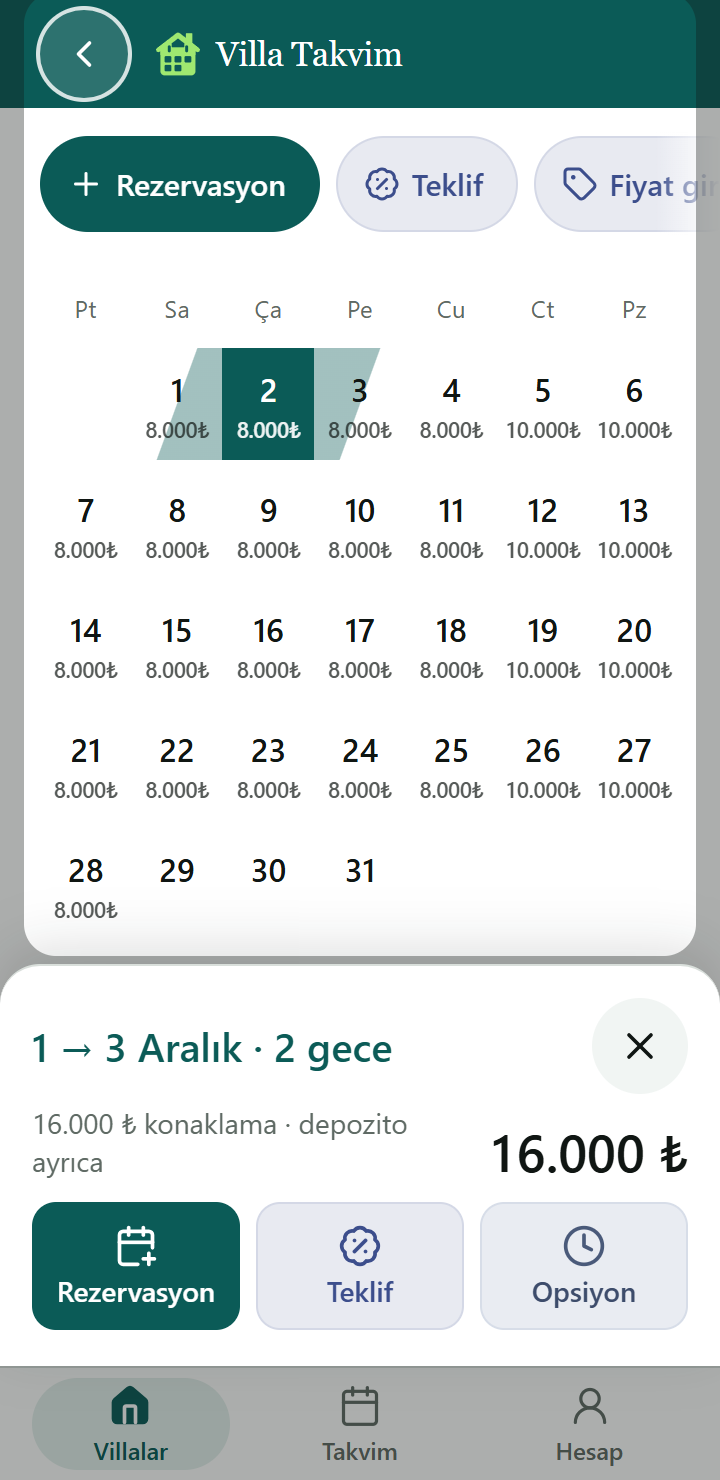 Villa Takvim
Rezervasyon Teklif Fiyat gir
Pt Sa Ça Pe Cu Ct Pz
1 2 3 4 5 6
8.000₺ 8.000₺ 8.000₺ 8.000₺ 10.000₺ 10.000₺
7 8 9 10 11 12 13
8.000₺ 8.000₺ 8.000₺ 8.000₺ 8.000₺ 10.000₺ 10.000₺
14 15 16 17 18 19 20
8.000₺ 8.000₺ 8.000₺ 8.000₺ 8.000₺ 10.000₺ 10.000₺
21 22 23 24 25 26 27
8.000₺ 8.000₺ 8.000₺ 8.000₺ 8.000₺ 10.000₺ 10.000₺
28 29 30 31
8.000₺
1 → 3 Aralık · 2 gece
16.000 ₺ konaklama · depozito
ayrıca
16.000 ₺
Rezervasyon Teklif Opsiyon
Villalar Takvim Hesap